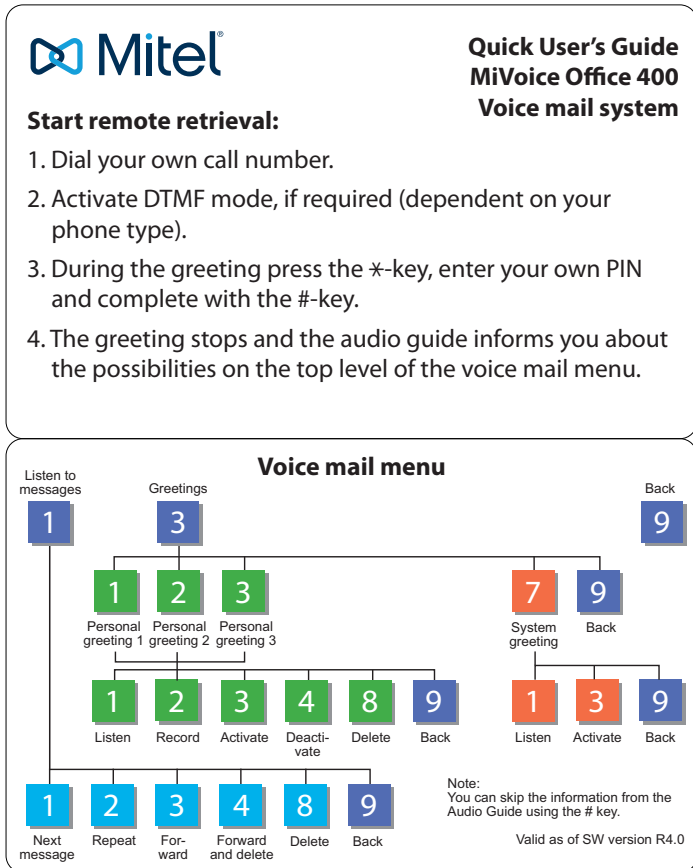 Mitel®
Quick User's Guide
MiVoice Office 400
Voice mail system
Start remote retrieval:
1. Dial your own call number.
2. Activate DTMF mode, if required (dependent on your
phone type).
3. During the greeting press the *-key, enter your own PIN
and complete with the #-key.
4. The greeting stops and the audio guide informs you about
the possibilities on the top level of the voice mail menu.
Voice mail menu
Listen to
messages
Greetings
Back
1 3 9
1 2 3 7 9
Personal
greeting 1
Personal
greeting 2
Personal
greeting 3
System
greeting
Back
1 2 3 4 8 9 1 3 9
Listen
Record
Activate
Deacti-
vate
Delete
Back
Listen
Activate
Back
1 2 3 4 8 9
Next
message
Repeat
For-
ward
Forward
and delete
Delete
Back
Note:
You can skip the information from the
Audio Guide using the # key.
Valid as of SW version R4.0